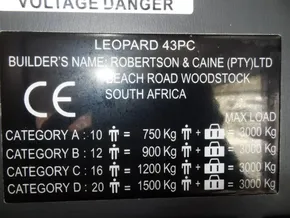 VOLTAGE DANGER
LEOPARD 43PC
BUILDER'S NAME: ROBERTSON & CAINE (PTY)LTD
BEACH ROAD WOODSTOCK
SOUTH AFRICA
CE
MAX LOAD
CATEGORY A : 10 = 750 Kg + = 3000 Kg
CATEGORY B : 12 = 900 Kg + = 3000 Kg
CATEGORY C : 16 = 1200 Kg + = 3000 Kg
CATEGORY D : 20 = 1500 Kg + = 3000 Kg